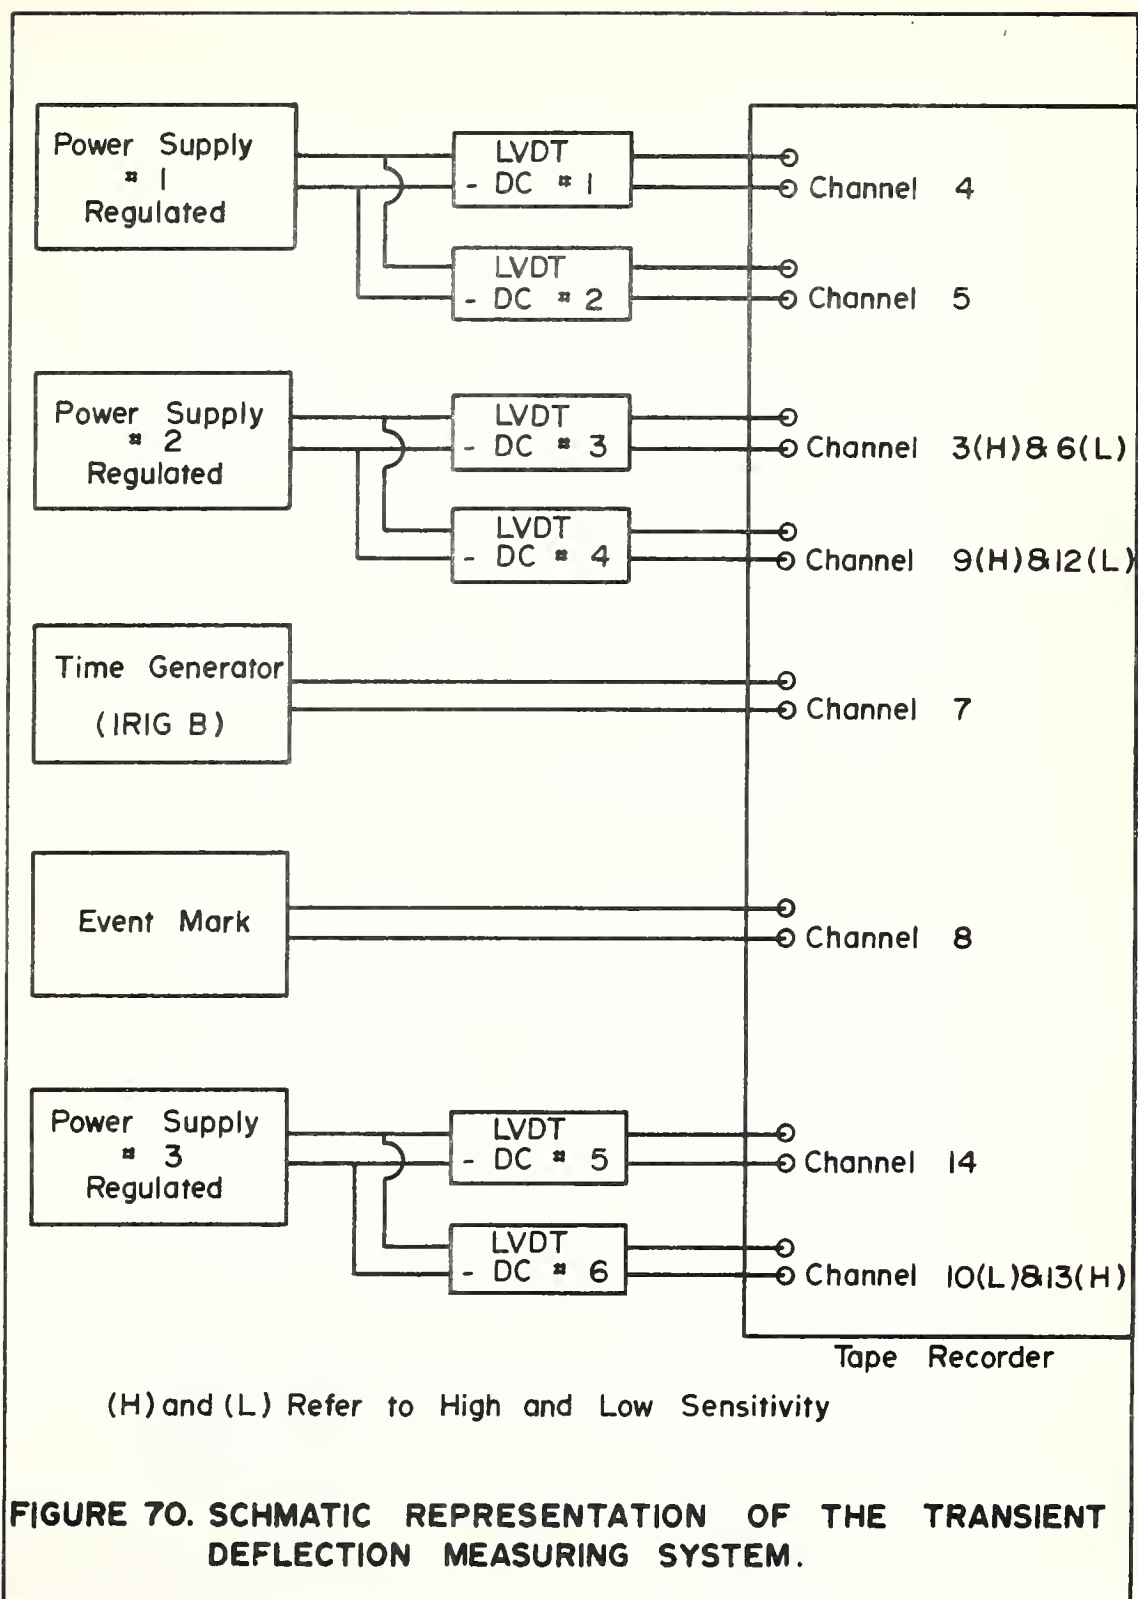 Power Supply
# 1
Regulated
LVDT
- DC # 1
Channel 4
LVDT
- DC # 2
Channel 5
Power Supply
# 2
Regulated
LVDT
- DC # 3
Channel 3(H)&6(L)
LVDT
- DC # 4
Channel 9(H)&12(L)
Time Generator
(IRIG B)
Channel 7
Event Mark
Channel 8
Power Supply
# 3
Regulated
LVDT
- DC # 5
Channel 14
LVDT
- DC # 6
Channel 10(L)&13(H)
Tape Recorder
(H) and (L) Refer to High and Low Sensitivity
FIGURE 70. SCHMATIC REPRESENTATION OF THE TRANSIENT
DEFLECTION MEASURING SYSTEM.